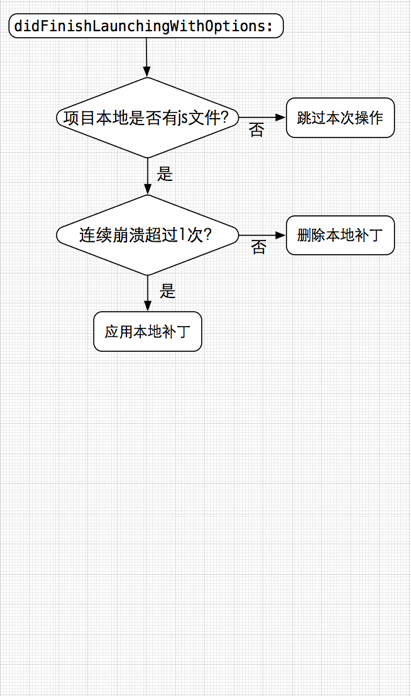 didFinishLaunchingWithOptions:
项目本地是否有js文件?
否
跳过本次操作
是
连续崩溃超过1次?
否
删除本地补丁
是
应用本地补丁